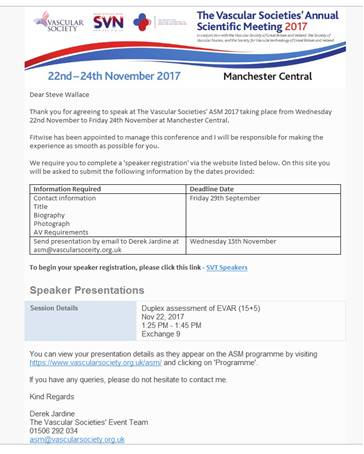 VASCULAR
SOCIETY
SVN
The Vascular Societies' Annual
Scientific Meeting 2017
22nd–24th November 2017
Manchester Central
Dear Steve Wallace
Thank you for agreeing to speak at The Vascular Societies' ASM 2017 taking place from Wednesday
22nd November to Friday 24th November at Manchester Central.
Fitwise has been appointed to manage this conference and I will be responsible for making the
experience as smooth as possible for you.
We require you to complete a 'speaker registration' via the website listed below. On this site you
will be asked to submit the following information by the dates provided:
Information Required
Deadline Date
Contact information
Friday 29th September
Title
Biography
Photograph
AV Requirements
Send presentation by email to Derek Jardine at
Wednesday 15th November
asm@vascularsociety.org.uk
To begin your speaker registration, please click this link - SVT Speakers
Speaker Presentations
Session Details
Duplex assessment of EVAR (15+5)
Nov 22, 2017
1:25 PM - 1:45 PM
Exchange 9
You can view your presentation details as they appear on the ASM programme by visiting
https://www.vascularsociety.org.uk/asm/ and clicking on 'Programme'.
If you have any queries, please do not hesitate to contact me.
Kind Regards
Derek Jardine
The Vascular Societies' Event Team
01506 292 034
asm@vascularsociety.org.uk